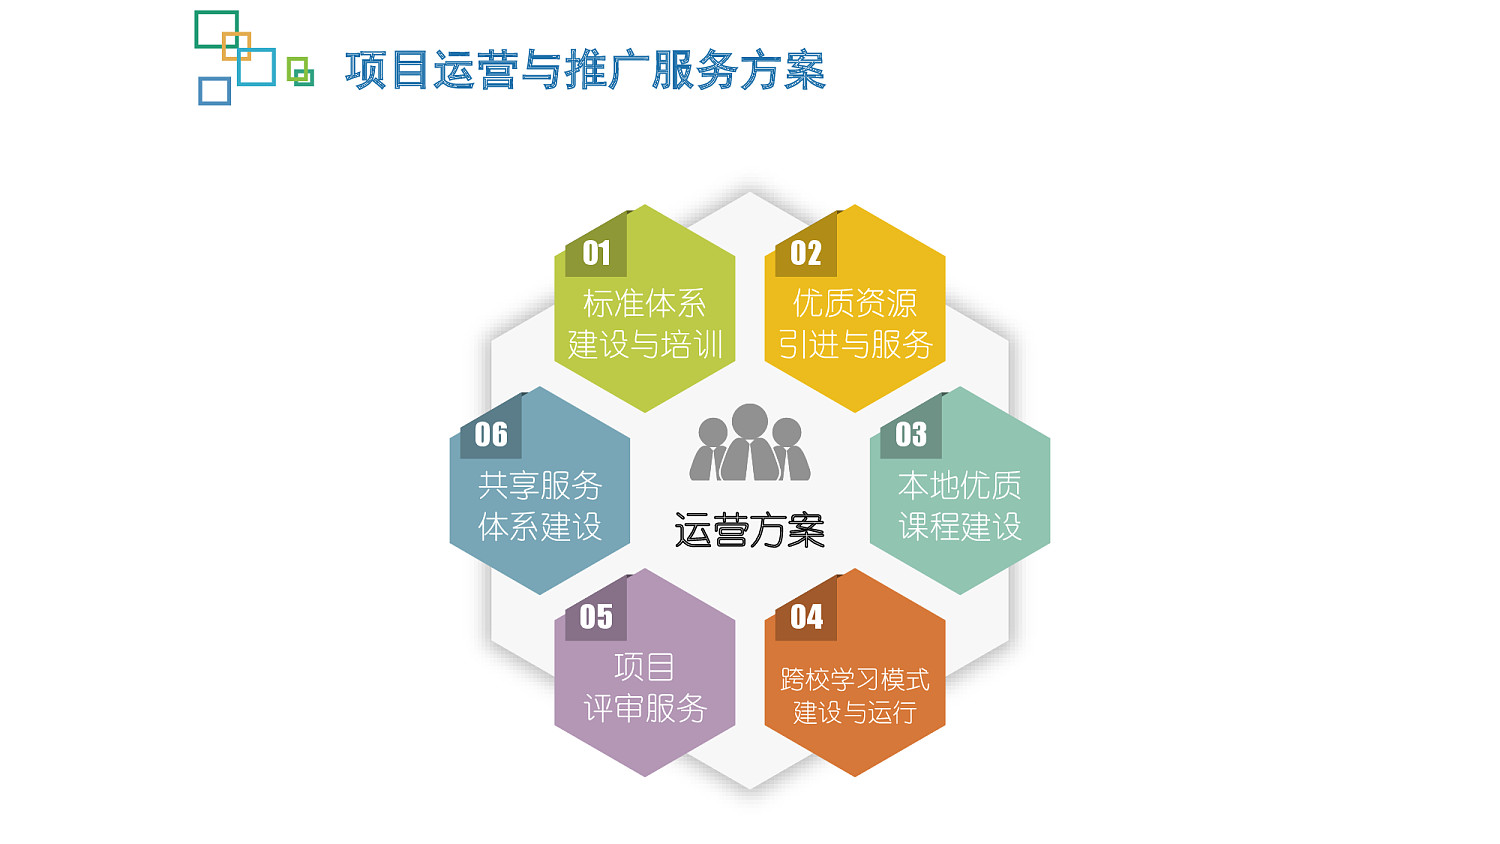 项目运营与推广服务方案
01
标准体系
建设与培训
02
优质资源
引进与服务
03
本地优质
课程建设
04
跨校学习模式
建设与运行
05
项目
评审服务
06
共享服务
体系建设
运营方案